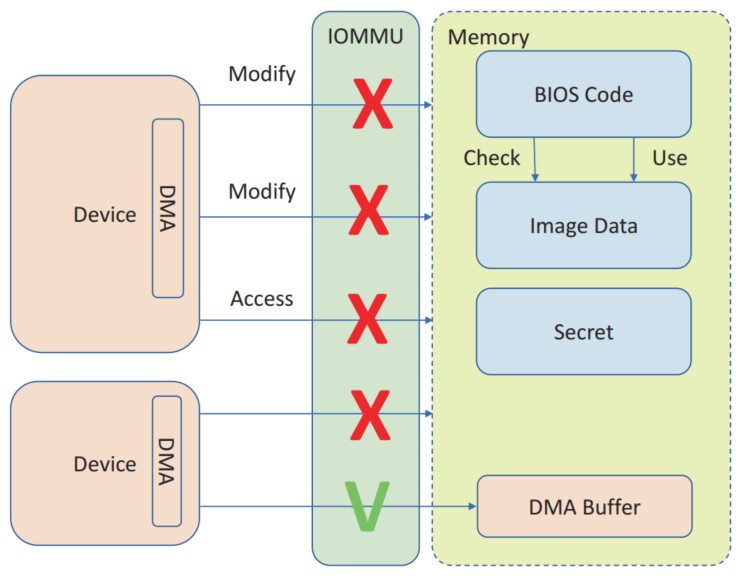 IOMMU
Memory
Modify
X
BIOS Code
Check
Use
Device
DMA
Modify
X
Image Data
Access
X
Secret
X
Device
DMA
V
DMA Buffer